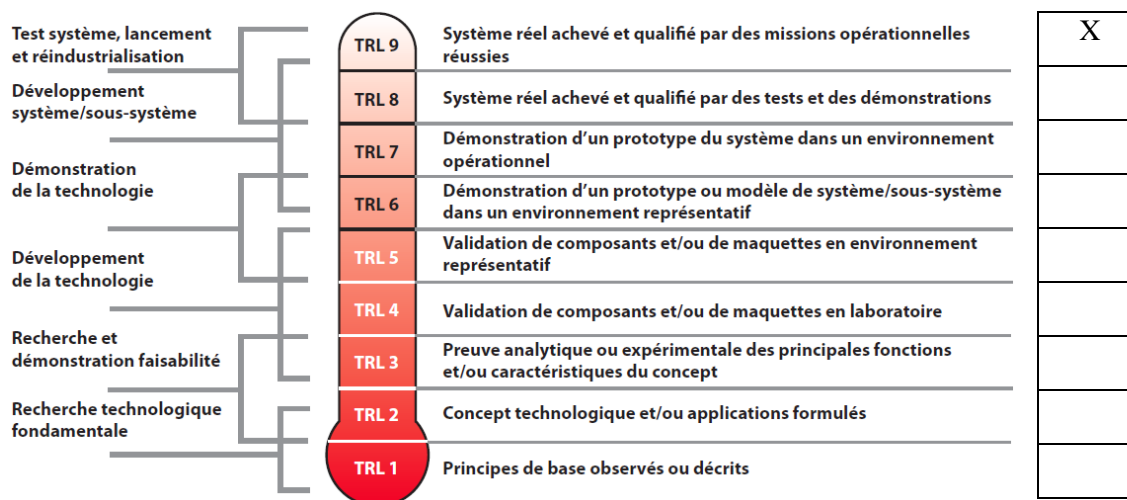 Test système, lancement
et réindustrialisation
Développement
système/sous-système
Démonstration
de la technologie
Développement
de la technologie
Recherche et
démonstration faisabilité
Recherche technologique
fondamentale
TRL 9
Système réel achevé et qualifié par des missions opérationnelles
réussies
X
TRL 8
Système réel achevé et qualifié par des tests et des démonstrations
TRL 7
Démonstration d'un prototype du système dans un environnement
opérationnel
TRL 6
Démonstration d'un prototype ou modèle de système/sous-système
dans un environnement représentatif
TRL 5
Validation de composants et/ou de maquettes en environnement
représentatif
TRL 4
Validation de composants et/ou de maquettes en laboratoire
TRL 3
Preuve analytique ou expérimentale des principales fonctions
et/ou caractéristiques du concept
TRL 2
Concept technologique et/ou applications formulés
TRL 1
Principes de base observés ou décrits